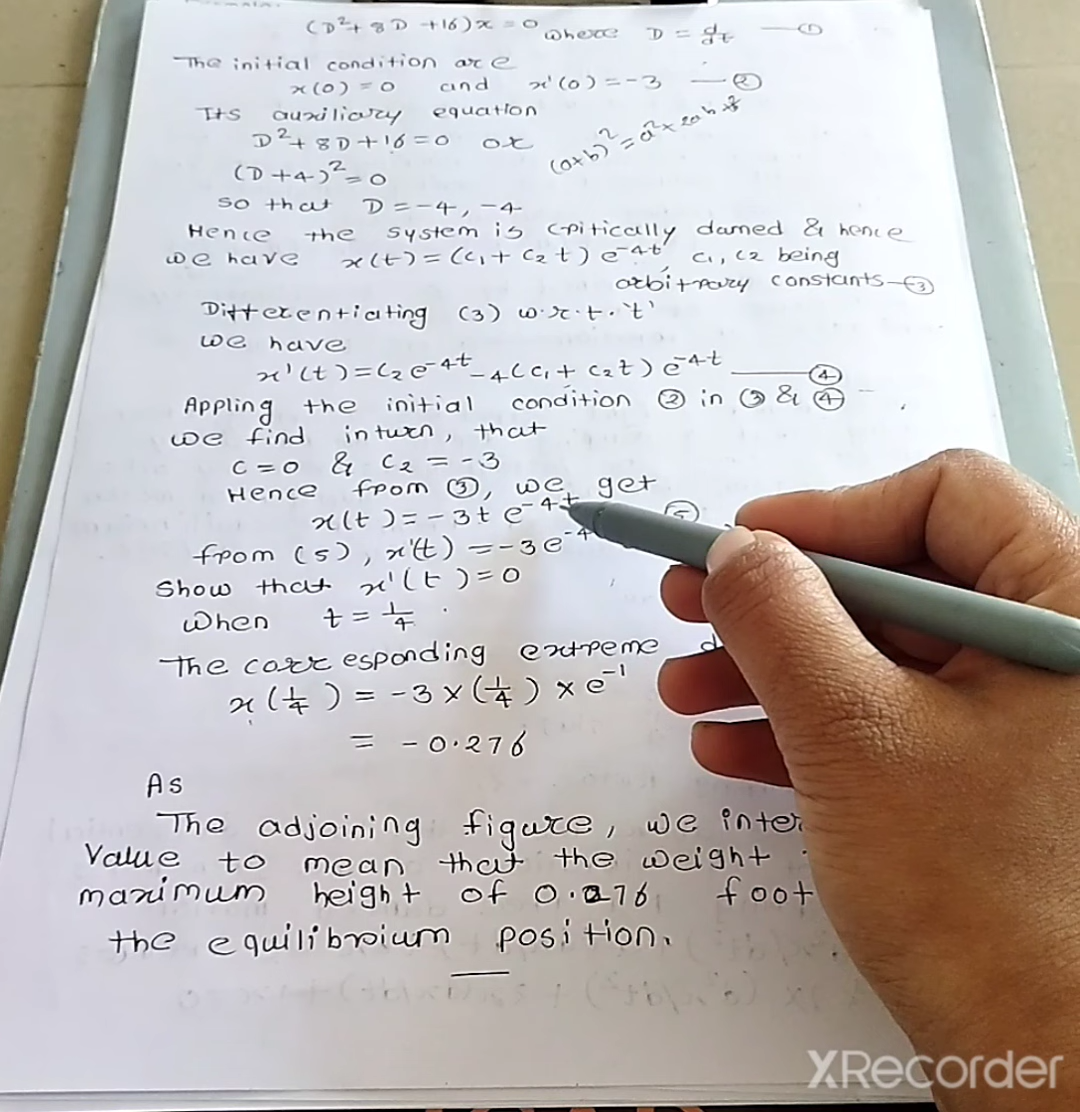 (D²+ 8D +16)x = 0 where D = d/dt —①
The initial condition are
x(0) = 0 and x'(0) = -3 —②
Its auxiliary equation
D²+ 8D+16=0 or
(a+b)²=a²+2ab+
(D+4)²=0
so that D=-4,-4
Hence the system is critically damed & hence
we have x(t)=(c₁+c₂t)e⁻⁴ᵗ, c₁, c₂ being
arbitrary constants—③
Differentiating (3) w.r.t.'t'
we have
x'(t)=c₂e⁻⁴ᵗ-4(c₁+c₂t)e⁻⁴ᵗ ——④
Appling the initial condition ② in ③ & ④
we find inturn, that
c=0 & c₂=-3
Hence from ③, we get
x(t)=-3te⁻⁴ᵗ ⑤
from (5), x'(t)=-3e⁻⁴
Show that x'(t)=0
When t=1/4.
The corresponding extreme
x(1/4)=-3×(1/4)×e⁻¹
= -0.276
As
The adjoining figure, we inter
value to mean that the weight
maximum height of 0.276 foot
the equilibrium position.
XRecorder